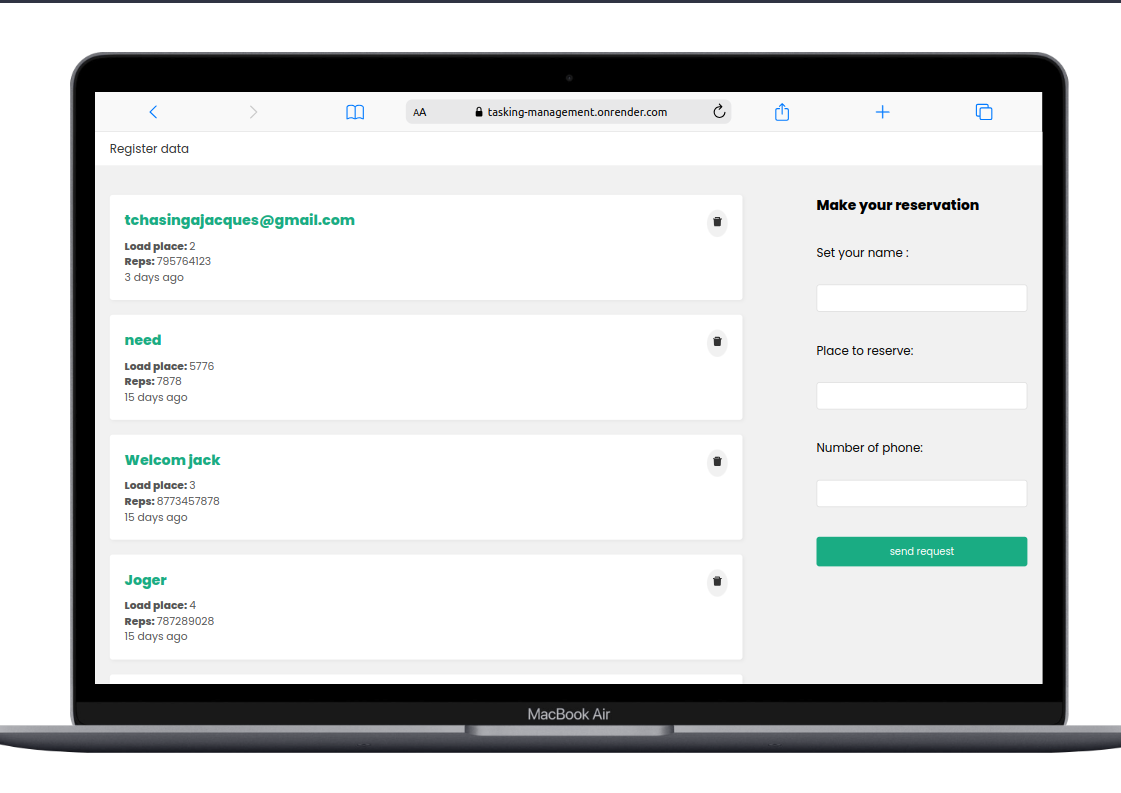 AA tasking-management.onrender.com
Register data
tchasingajacques@gmail.com
Load place: 2
Reps: 795764123
3 days ago
need
Load place: 5776
Reps: 7878
15 days ago
Welcom jack
Load place: 3
Reps: 8773457878
15 days ago
Joger
Load place: 4
Reps: 787289028
15 days ago
Make your reservation
Set your name :
Place to reserve:
Number of phone:
send request
MacBook Air